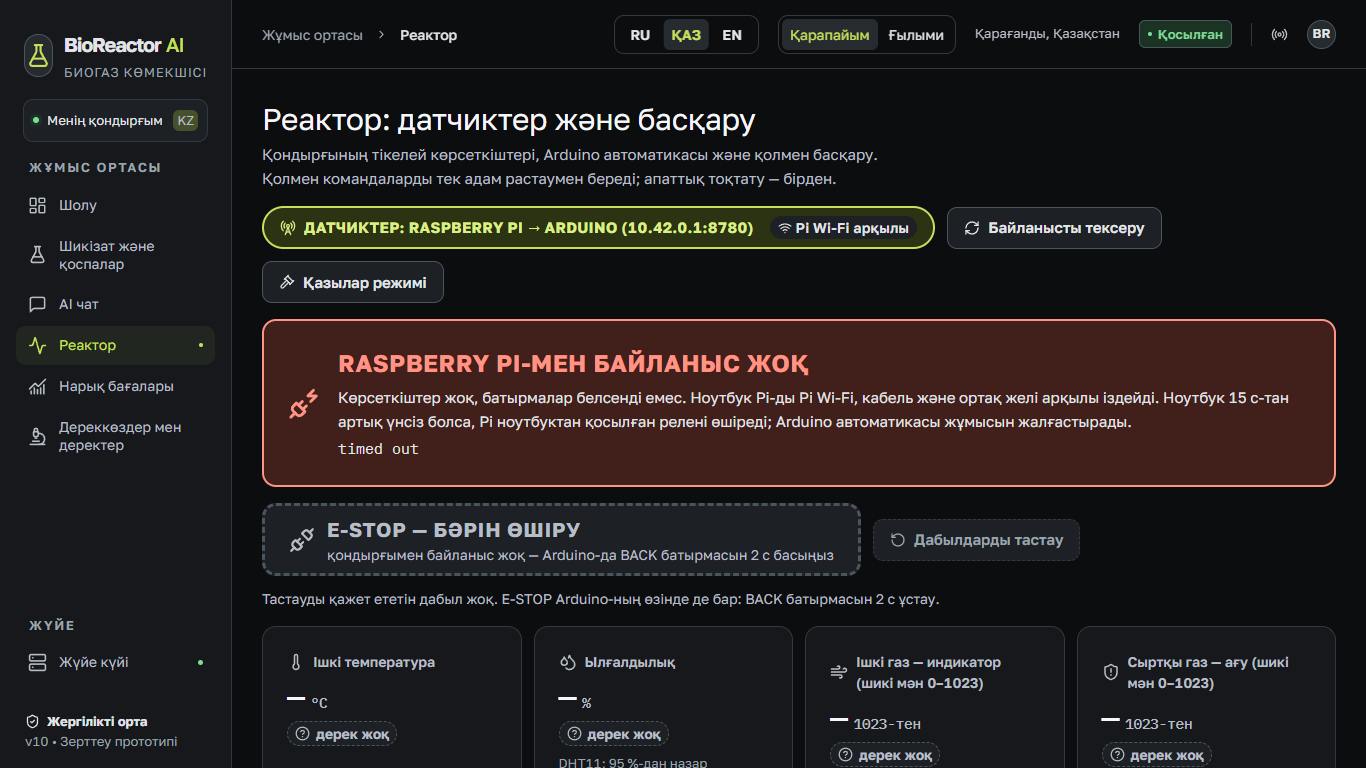 BioReactor AI
БИОГАЗ КӨМЕКШІСІ
Менің қондырғым KZ
ЖҰМЫС ОРТАСЫ
Шолу
Шикізат және
қоспалар
AI чат
Реактор
Нарық бағалары
Дереккөздер мен
деректер
ЖҮЙЕ
Жүйе күйі
Жергілікті орта
v10 • Зерттеу прототипі
Жұмыс ортасы > Реактор
RU ҚАЗ EN
Қарапайым Ғылыми
Қарағанды, Қазақстан
Қосылған
BR
Реактор: датчиктер және басқару
Қондырғының тікелей көрсеткіштері, Arduino автоматикасы және қолмен басқару.
Қолмен командаларды тек адам растаумен береді; апаттық тоқтату — бірден.
ДАТЧИКТЕР: RASPBERRY PI → ARDUINO (10.42.0.1:8780) Pi Wi-Fi арқылы
Байланысты тексеру
Қазылар режимі
RASPBERRY PI-МЕН БАЙЛАНЫС ЖОҚ
Көрсеткіштер жоқ, батырмалар белсенді емес. Ноутбук Pi-ды Pi Wi-Fi, кабель және ортақ желі арқылы іздейді. Ноутбук 15 с-тан
артық үнсіз болса, Pi ноутбуктан қосылған релені өшіреді; Arduino автоматикасы жұмысын жалғастырады.
timed out
E-STOP — БӘРІН ӨШІРУ
қондырғымен байланыс жоқ — Arduino-да BACK батырмасын 2 с басыңыз
Дабылдарды тастау
Тастауды қажет ететін дабыл жоқ. E-STOP Arduino-ның өзінде де бар: BACK батырмасын 2 с ұстау.
Ішкі температура
— °C
дерек жоқ
Ылғалдылық
— %
дерек жоқ
DHT11: 95 %-дан назар
Ішкі газ — индикатор
(шикі мән 0–1023)
— 1023-тен
дерек жоқ
Сыртқы газ — ағу (шикі
мән 0–1023)
— 1023-тен
дерек жоқ